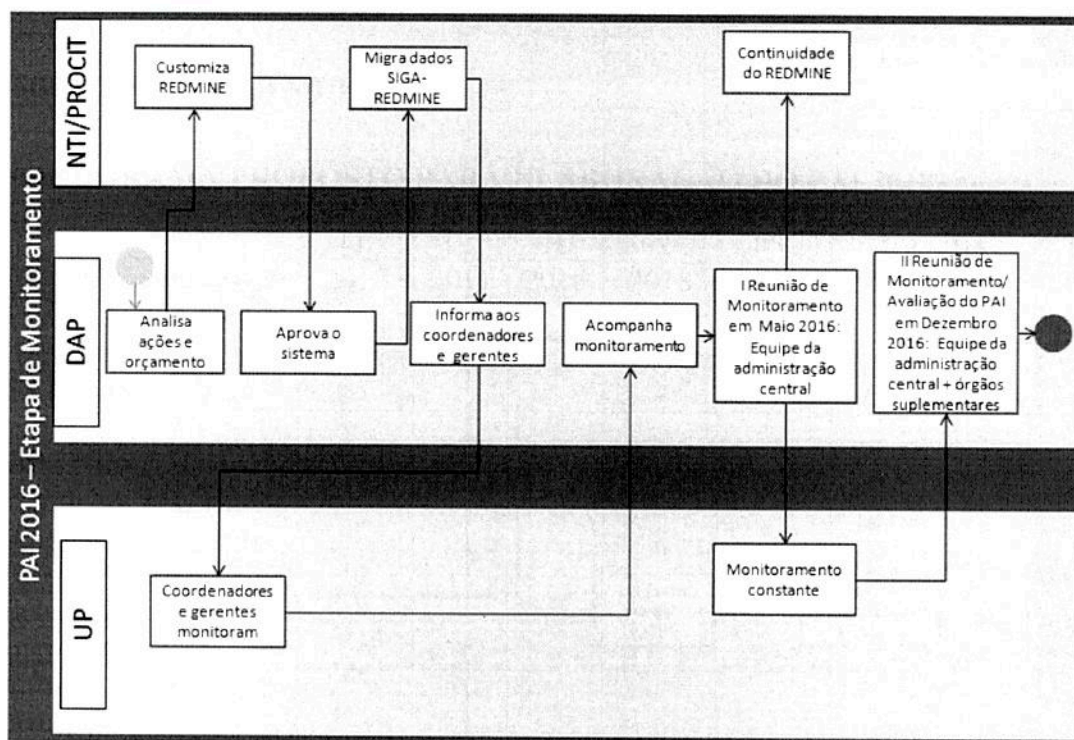 PAI 2016 – Etapa de Monitoramento
NTI/PROCIT
Customiza
REDMINE
Migra dados
SIGA-
REDMINE
Continuidade
do REDMINE
DAP
Analisa
ações e
orçamento
Aprova o
sistema
Informa aos
coordenadores
e gerentes
Acompanha
monitoramento
I Reunião de
Monitoramento
em Maio 2016:
Equipe da
administração
central
II Reunião de
Monitoramento/
Avaliação do PAI
em Dezembro
2016: Equipe da
administração
central + órgãos
suplementares
UP
Coordenadores
e gerentes
monitoram
Monitoramento
constante